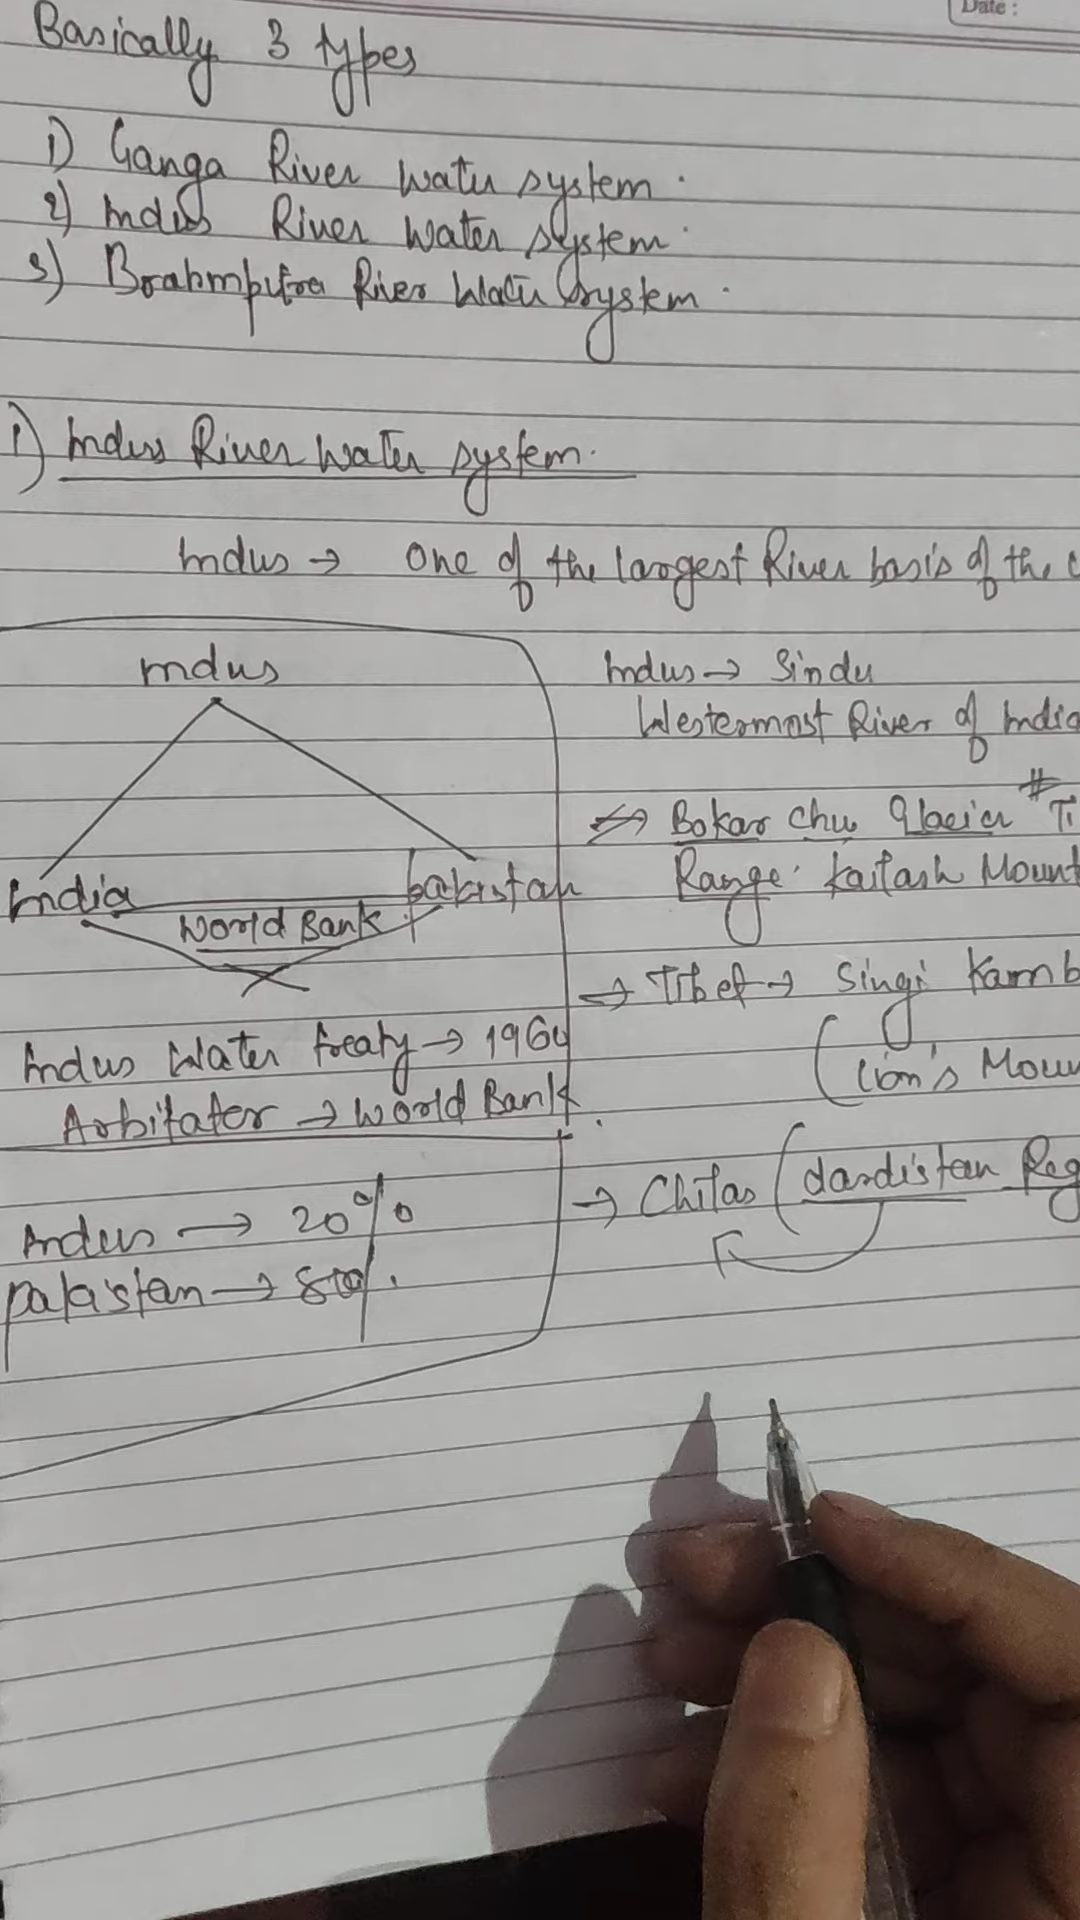 Date:
Basically 3 types
1) Ganga River Water system.
2) Indus River Water system.
3) Brahmputra River Water System.
1) Indus River Water system.
Indus → One of the largest River basis of the
Indus
India
Pakistan
World Bank
Indus Water treaty → 1960
Arbitater → World Bank.
Indus → 20%
pakistan → 80%.
Indus → Sindu
Westermost River of India
⇒ Bokar Chu Glacier # Ti
Range. Kailash Mount
→ Tibet → Singi Kamb
(Lion's Moun
→ Chilas (dardistan Reg